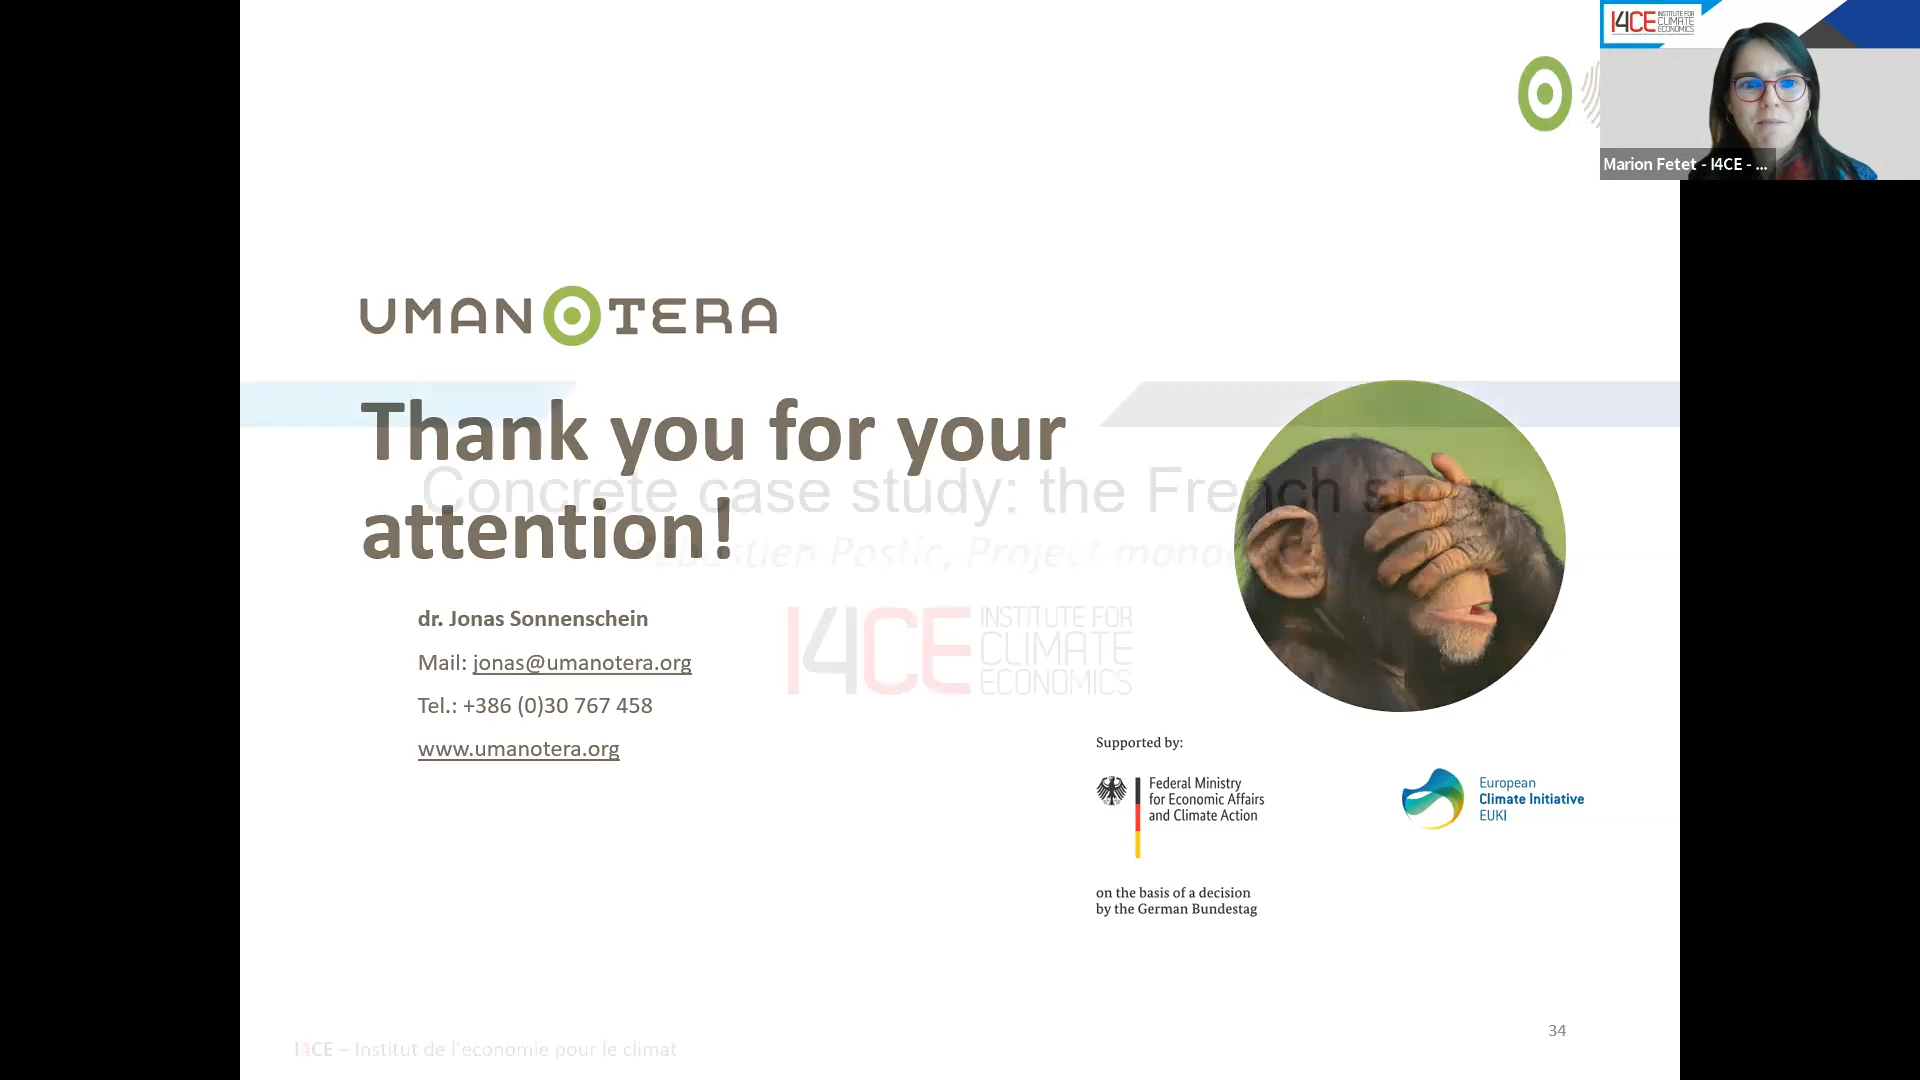 I4CE INSTITUTE FOR CLIMATE ECONOMICS
Marion Fetet - I4CE - ...
UMANOTERA
Thank you for your
attention!
Concrete case study: the French story
Sébastien Postic, Project
dr. Jonas Sonnenschein
Mail: jonas@umanotera.org
Tel.: +386 (0)30 767 458
www.umanotera.org
I4CE INSTITUTE FOR
CLIMATE
ECONOMICS
Supported by:
Federal Ministry
for Economic Affairs
and Climate Action
European
Climate Initiative
EUKI
on the basis of a decision
by the German Bundestag
34
I4CE – Institut de l'économie pour le climat